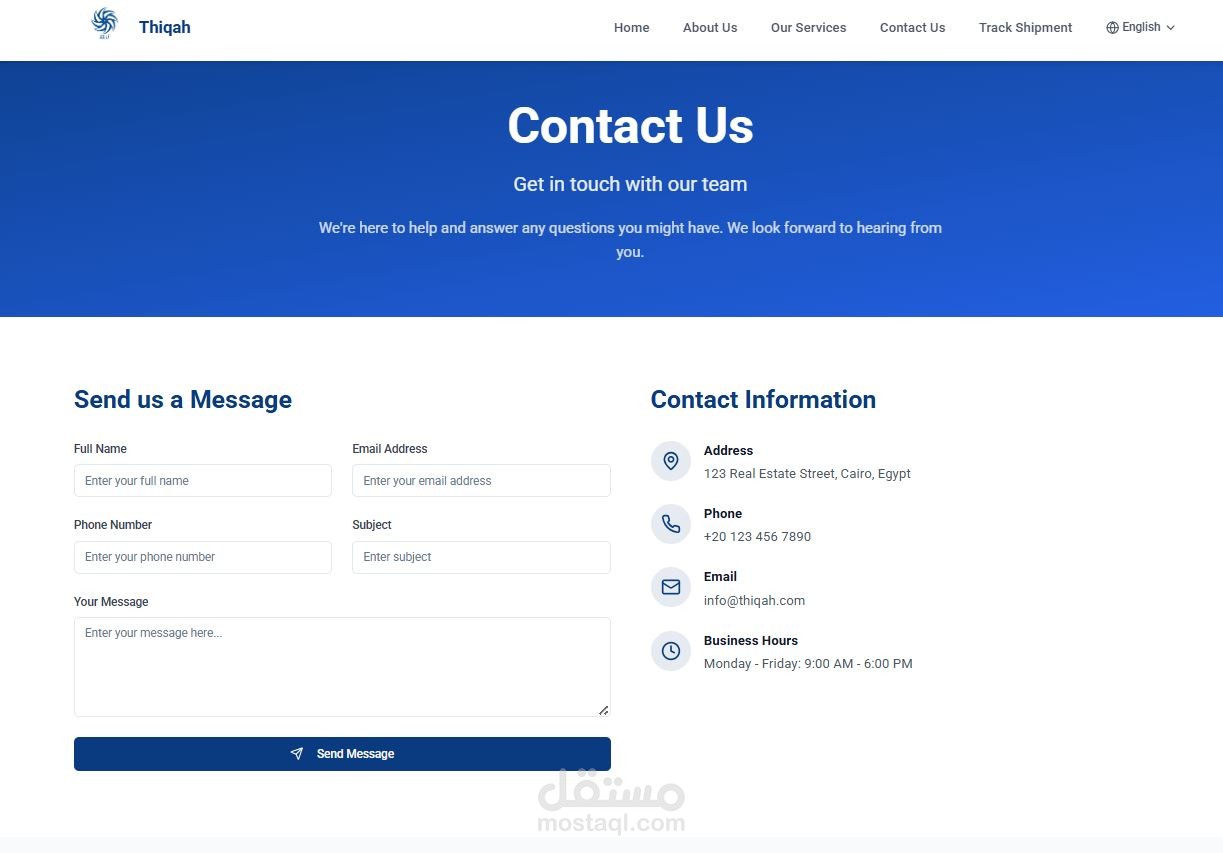 Thiqah
Home About Us Our Services Contact Us Track Shipment English
Contact Us
Get in touch with our team
We're here to help and answer any questions you might have. We look forward to hearing from
you.
Send us a Message
Full Name Email Address
Enter your full name Enter your email address
Phone Number Subject
Enter your phone number Enter subject
Your Message
Enter your message here...
Send Message
Contact Information
Address
123 Real Estate Street, Cairo, Egypt
Phone
+20 123 456 7890
Email
info@thiqah.com
Business Hours
Monday - Friday: 9:00 AM - 6:00 PM
مستقل
mostaql.com